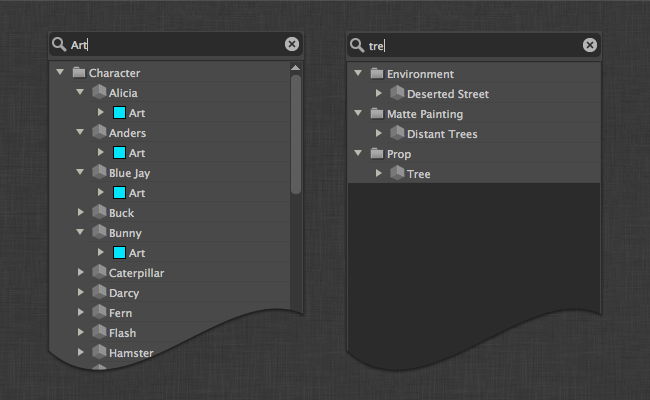 Art
Character
Alicia
Art
Anders
Art
Blue Jay
Art
Buck
Bunny
Art
Caterpillar
Darcy
Fern
Flash
Hamster
tre
Environment
Deserted Street
Matte Painting
Distant Trees
Prop
Tree